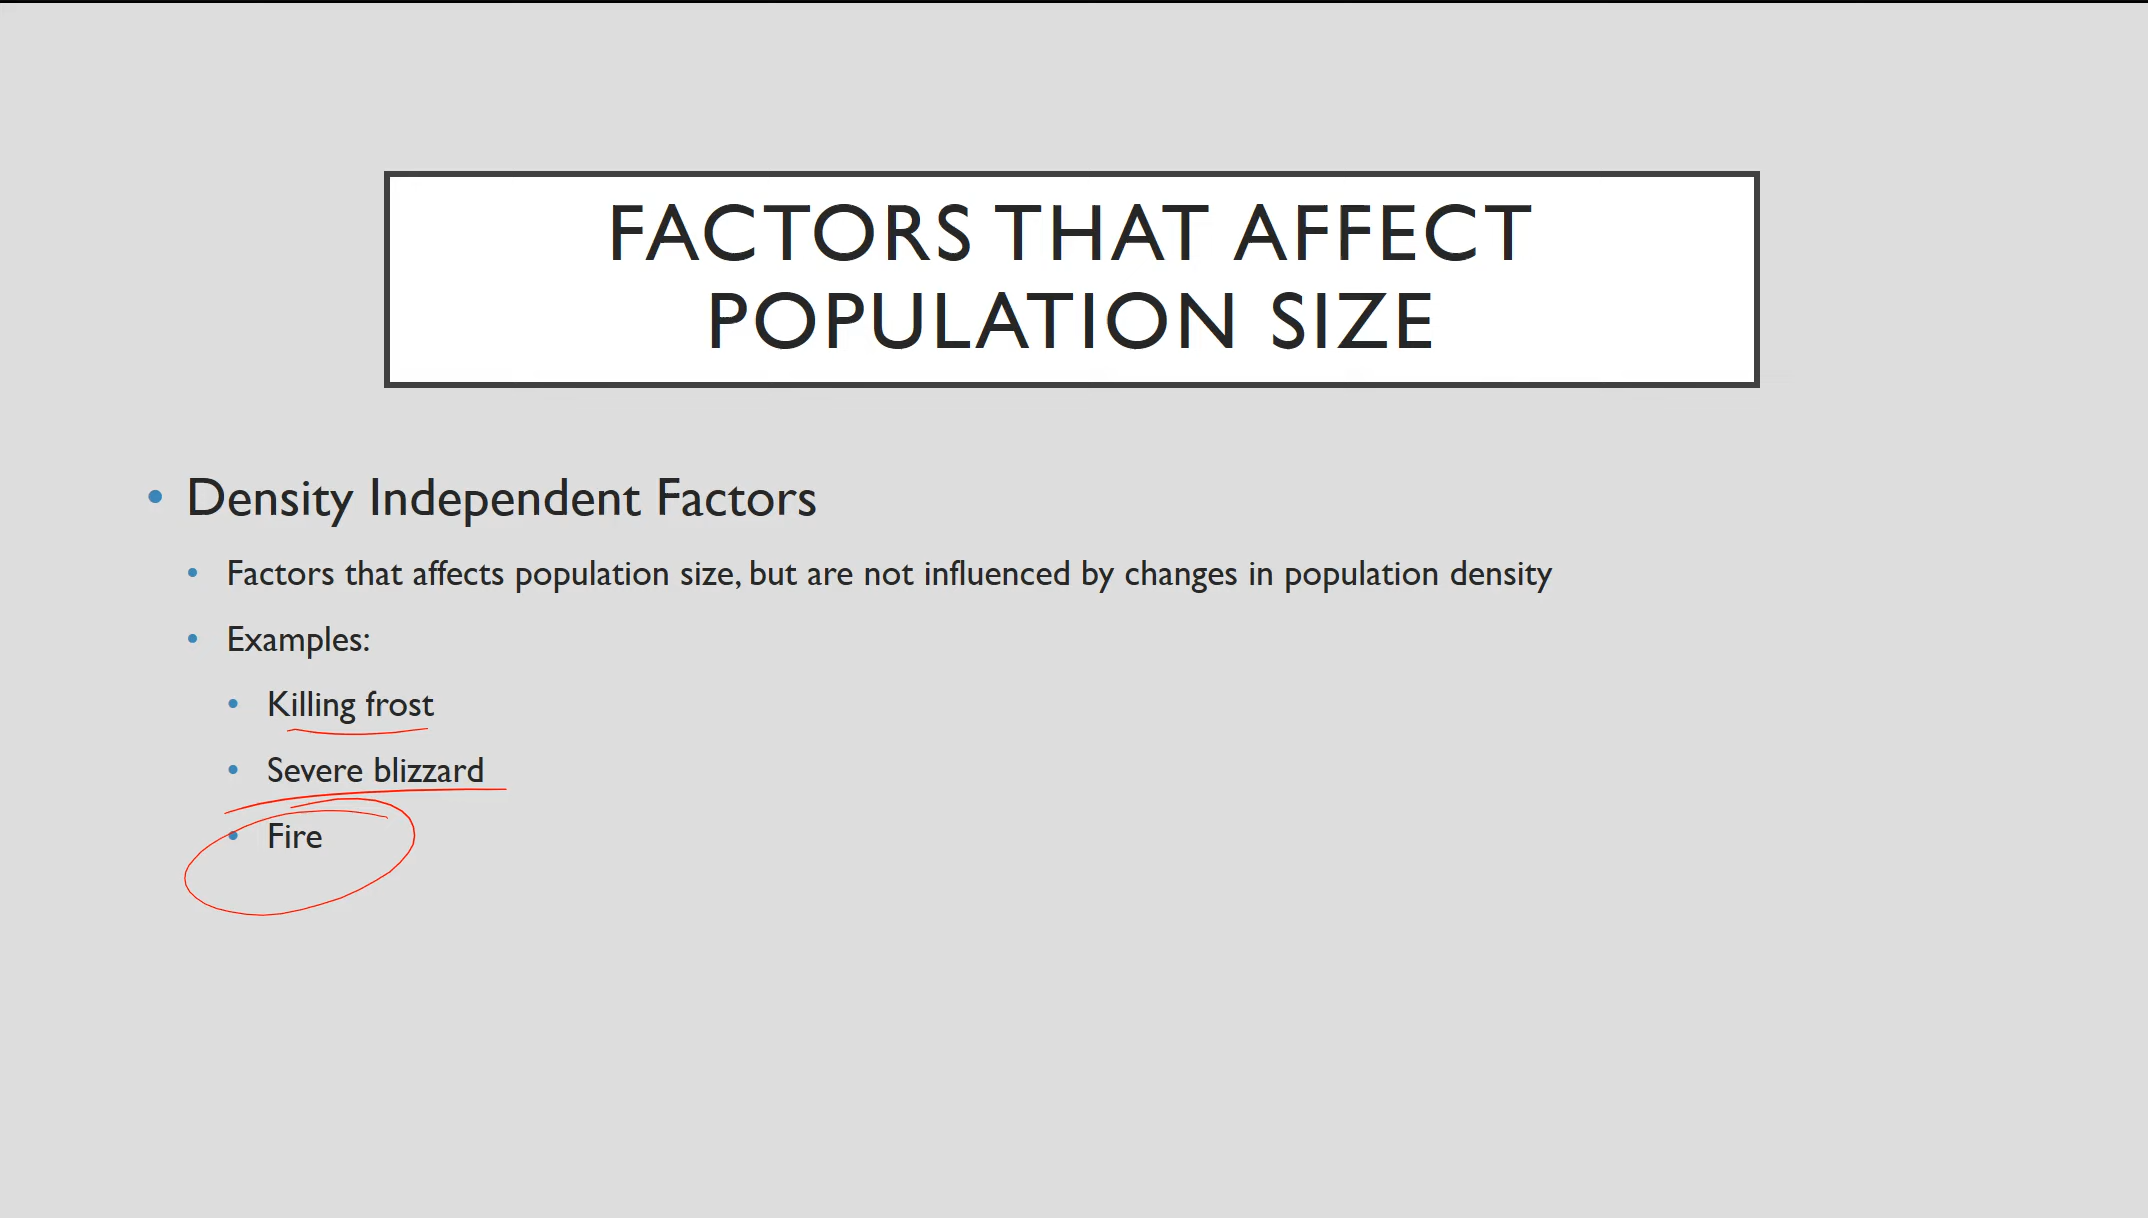 FACTORS THAT AFFECT
POPULATION SIZE
• Density Independent Factors
• Factors that affects population size, but are not influenced by changes in population density
• Examples:
• Killing frost
• Severe blizzard
• Fire